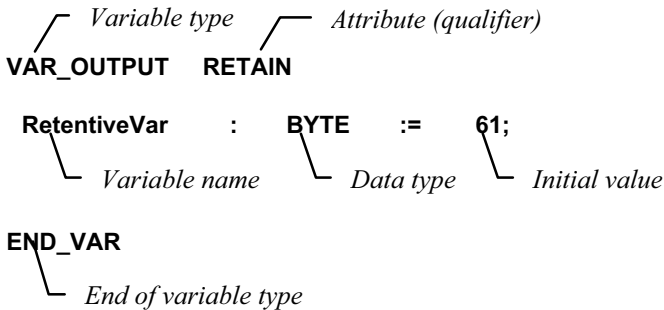 Variable type Attribute (qualifier)
VAR_OUTPUT RETAIN
RetentiveVar : BYTE := 61;
Variable name Data type Initial value
END_VAR
End of variable type